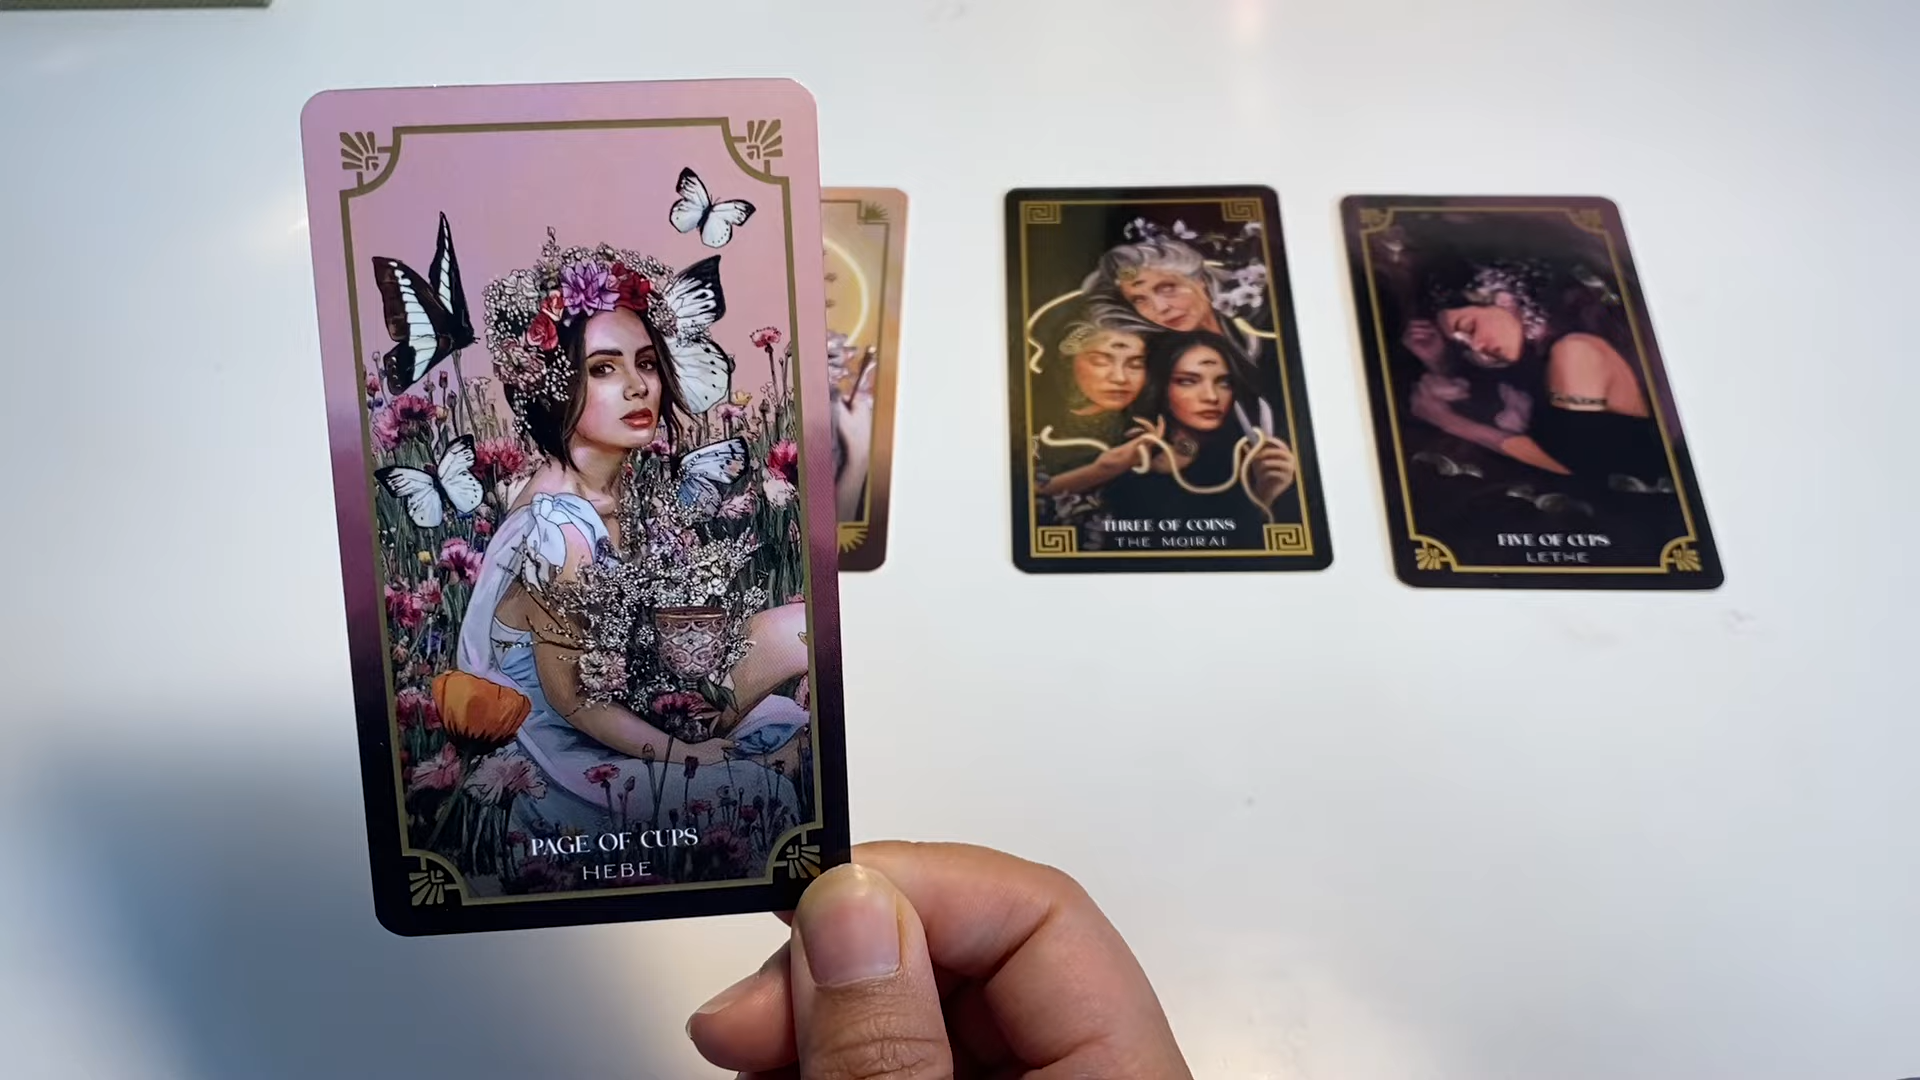 PAGE OF CUPS
HEBE
THREE OF COINS
THE MOIRAI
FIVE OF CUPS
LETHE